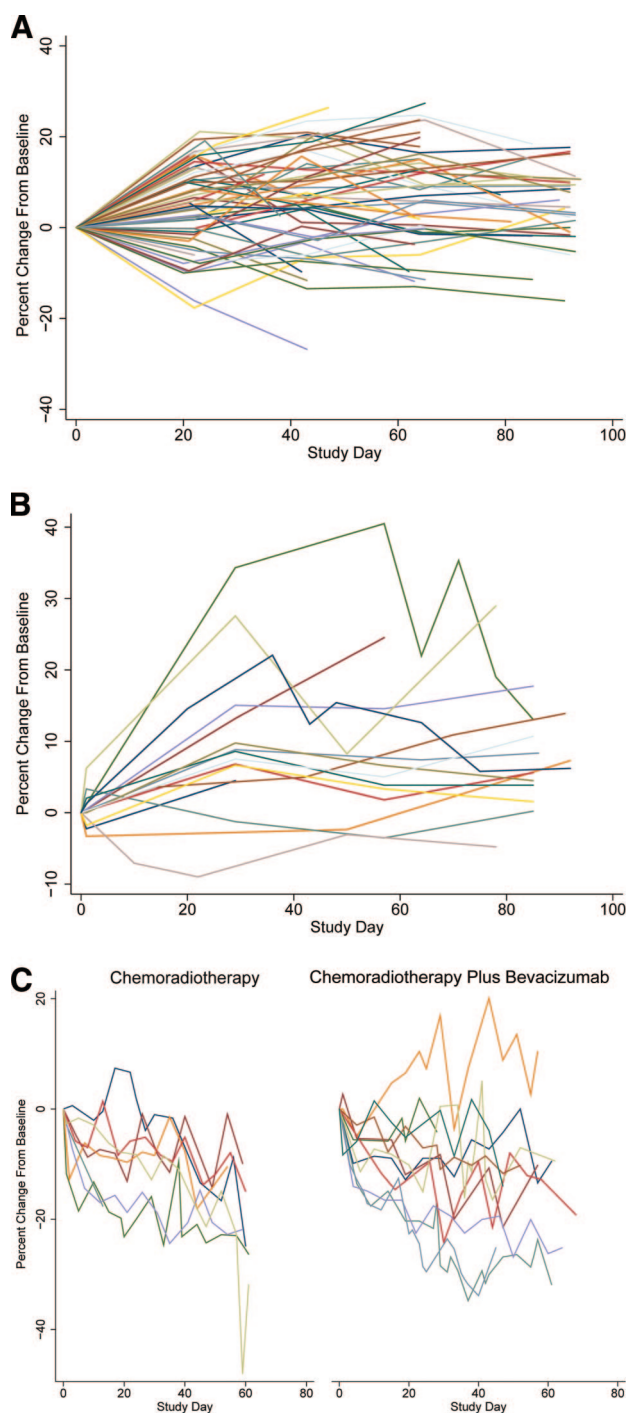 A
40
20
0
−20
−40
Percent Change From Baseline
0 20 40 60 80 100
Study Day
B
40
30
20
10
0
−10
Percent Change From Baseline
0 20 40 60 80 100
Study Day
C
Chemoradiotherapy Chemoradiotherapy Plus Bevacizumab
20
0
−20
−40
Percent Change From Baseline
0 20 40 60 80 0 20 40 60 80
Study Day Study Day